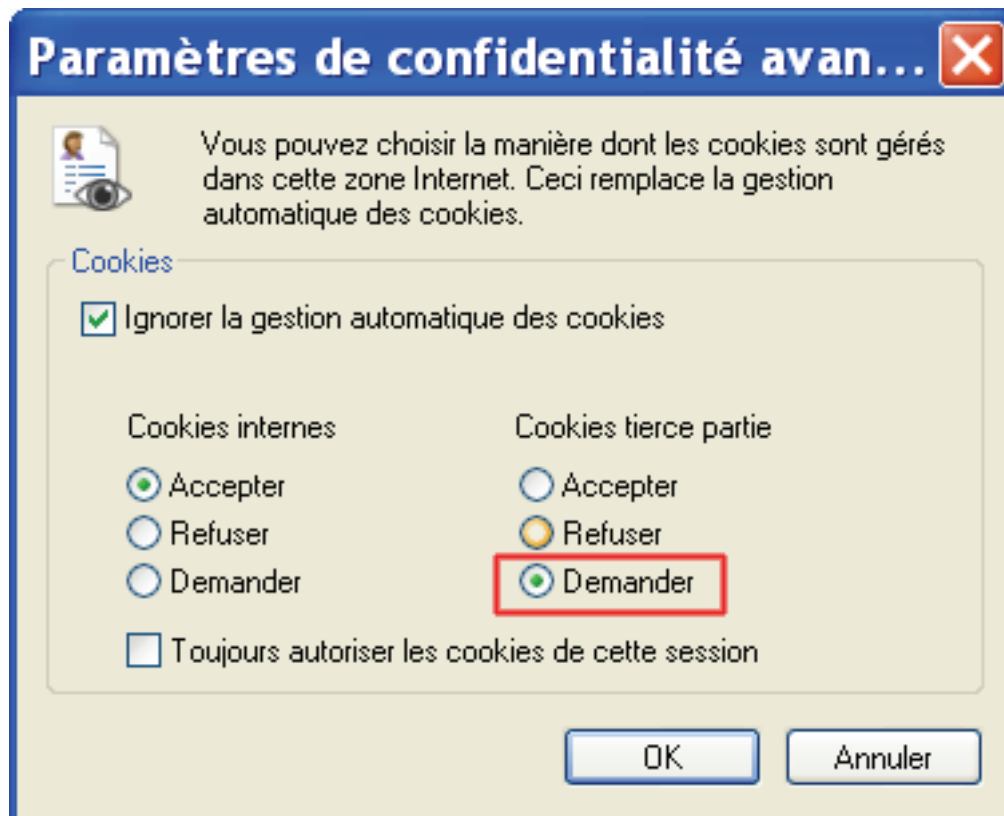 Paramètres de confidentialité avan...
Vous pouvez choisir la manière dont les cookies sont gérés
dans cette zone Internet. Ceci remplace la gestion
automatique des cookies.
Cookies
Ignorer la gestion automatique des cookies
Cookies internes
Cookies tierce partie
Accepter
Accepter
Refuser
Refuser
Demander
Demander
Toujours autoriser les cookies de cette session
OK
Annuler